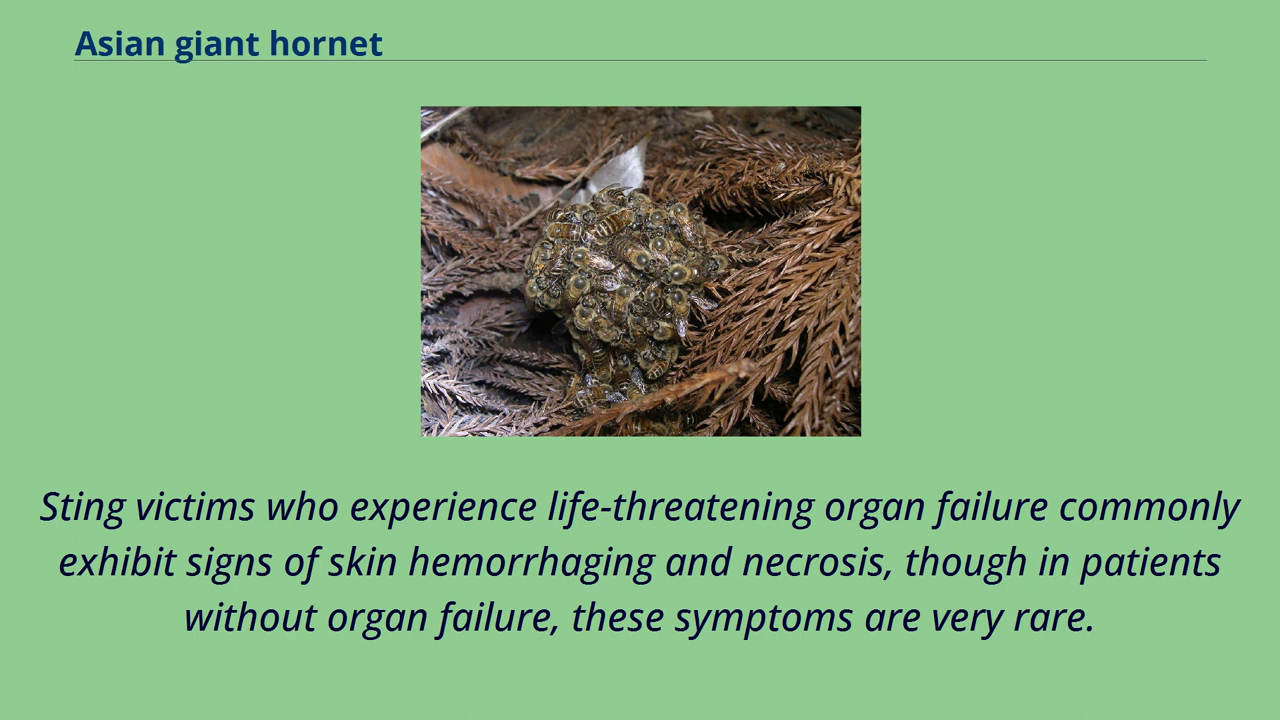 Asian giant hornet
Sting victims who experience life-threatening organ failure commonly
exhibit signs of skin hemorrhaging and necrosis, though in patients
without organ failure, these symptoms are very rare.